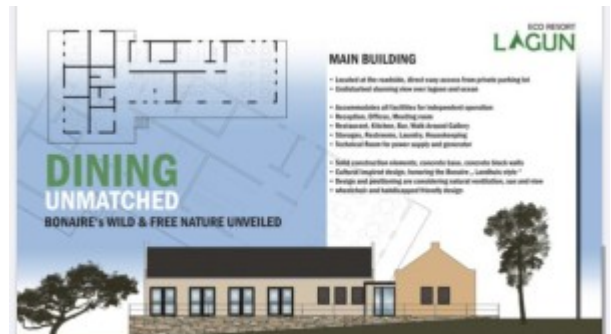 ECO RESORT
LAGUN
MAIN BUILDING
• Located at the roadside, direct easy access from private parking lot
• Undisturbed stunning view over lagoon and ocean
• Accommodates all facilities for independent operation
• Reception, Offices, Meeting room
• Restaurant, Kitchen, Bar, Walk Around Gallery
• Storages, Restrooms, Laundry, Housekeeping
• Technical Room for power supply and generator
• Solid construction elements, concrete base, concrete block walls
• Cultural inspired design, honoring the Bonaire „ Landhuis style "
• Design and positioning are considering natural ventilation, sun and view
• wheelchair and handicapped friendly design
DINING
UNMATCHED
BONAIRE's WILD & FREE NATURE UNVEILED